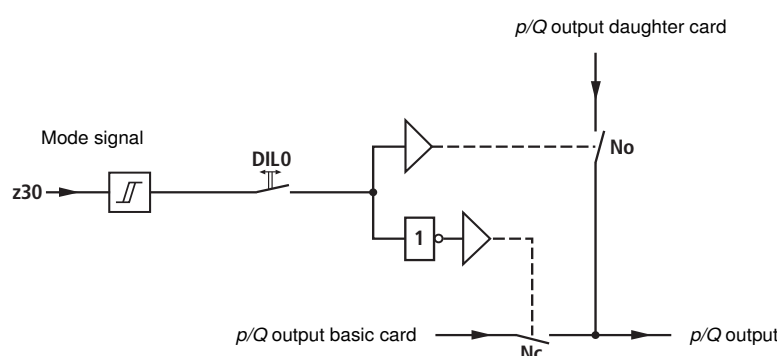 p/Q output daughter card
Mode signal
DIL0
No
z30
1
p/Q output basic card
p/Q output
Nc